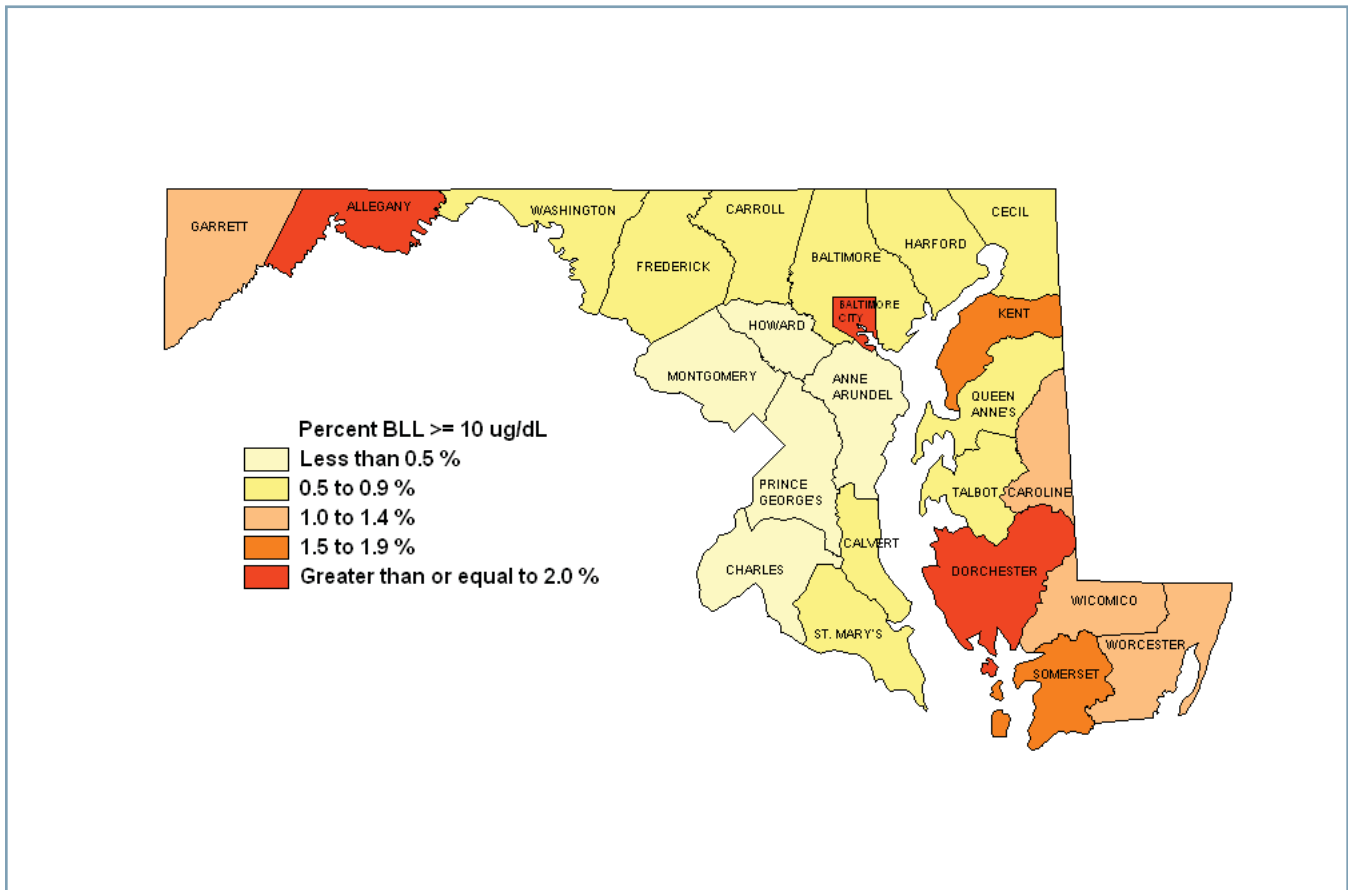 GARRETT
ALLEGANY
WASHINGTON
FREDERICK
CARROLL
BALTIMORE
HARFORD
CECIL
BALTIMORE
CITY
KENT
HOWARD
MONTGOMERY
ANNE
ARUNDEL
QUEEN
ANNE'S
Percent BLL >= 10 ug/dL
Less than 0.5 %
0.5 to 0.9 %
1.0 to 1.4 %
1.5 to 1.9 %
Greater than or equal to 2.0 %
PRINCE
GEORGE'S
TALBOT
CAROLINE
CALVERT
CHARLES
DORCHESTER
WICOMICO
ST. MARY'S
WORCESTER
SOMERSET